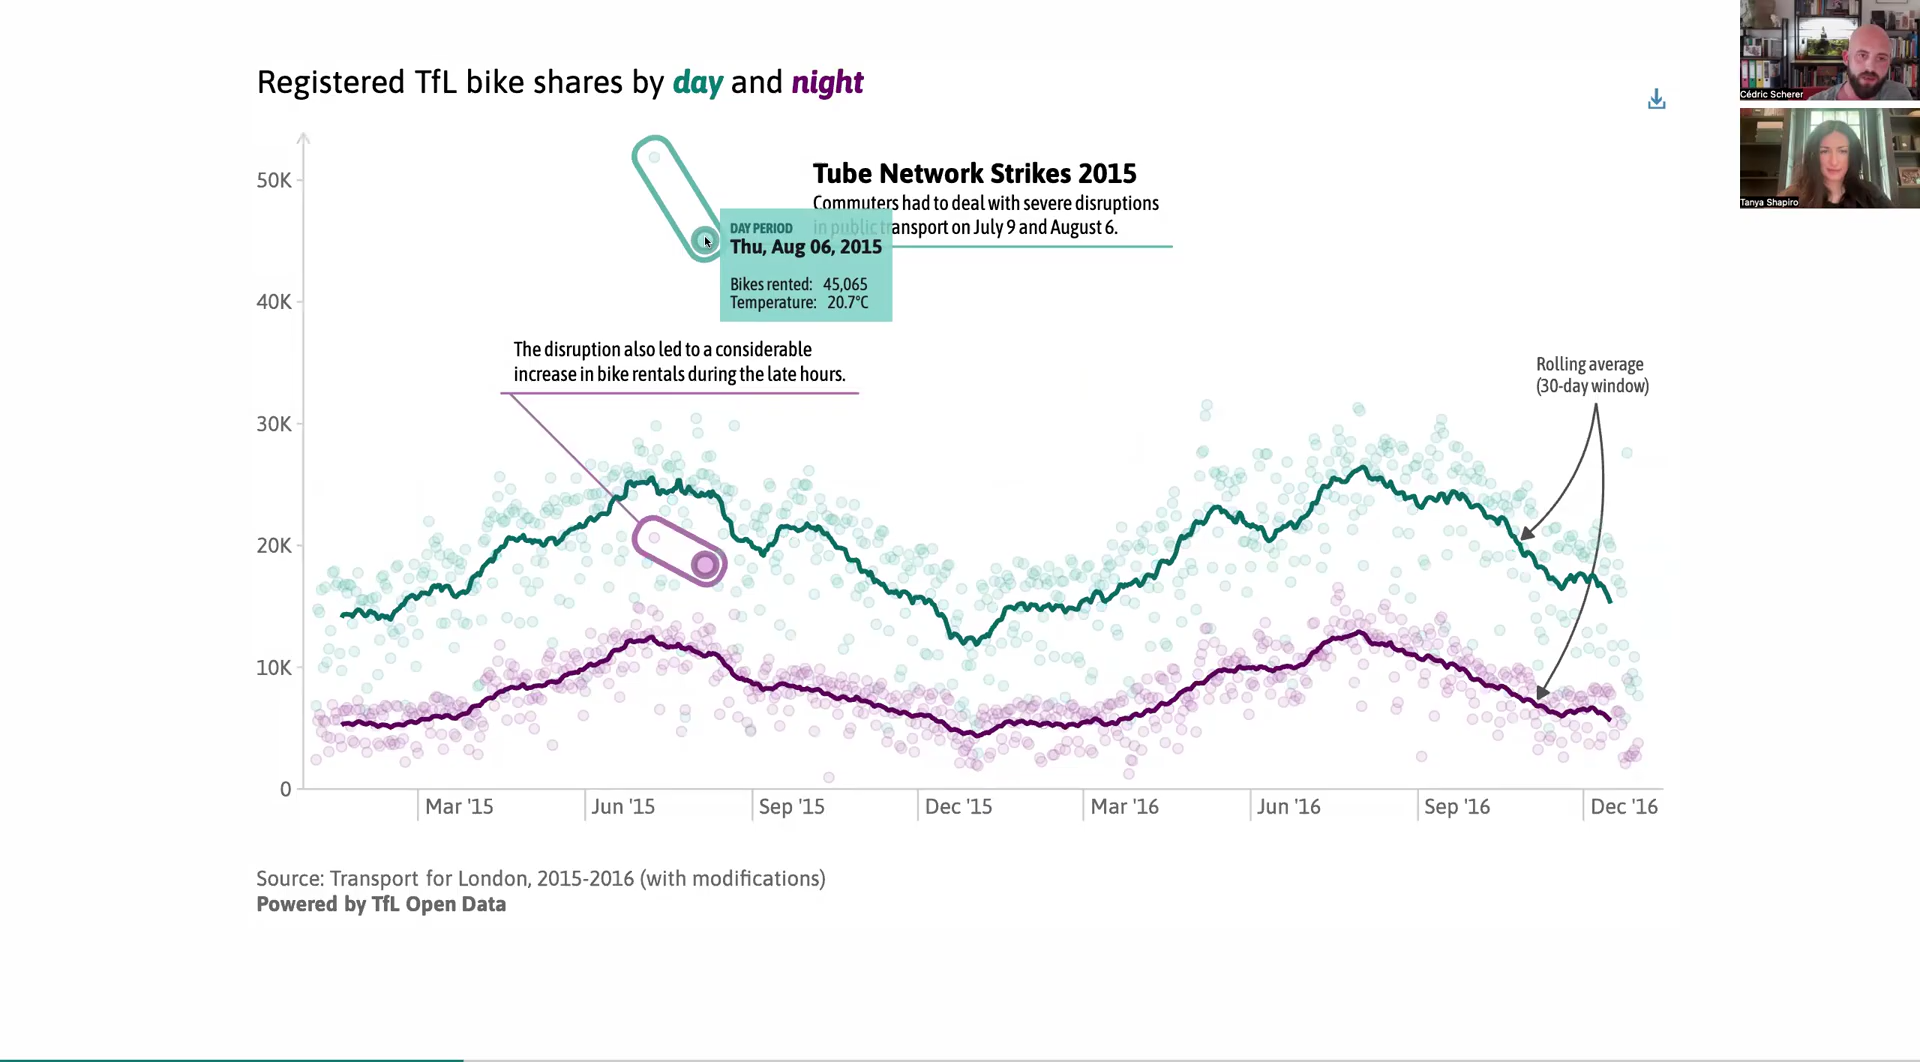 Registered TfL bike shares by day and night
Cédric Scherer
Tanya Shapiro
50K
40K
30K
20K
10K
0
Tube Network Strikes 2015
Commuters had to deal with severe disruptions
in public transport on July 9 and August 6.
DAY PERIOD
Thu, Aug 06, 2015
Bikes rented: 45,065
Temperature: 20.7°C
The disruption also led to a considerable
increase in bike rentals during the late hours.
Rolling average
(30-day window)
Mar '15
Jun '15
Sep '15
Dec '15
Mar '16
Jun '16
Sep '16
Dec '16
Source: Transport for London, 2015-2016 (with modifications)
Powered by TfL Open Data